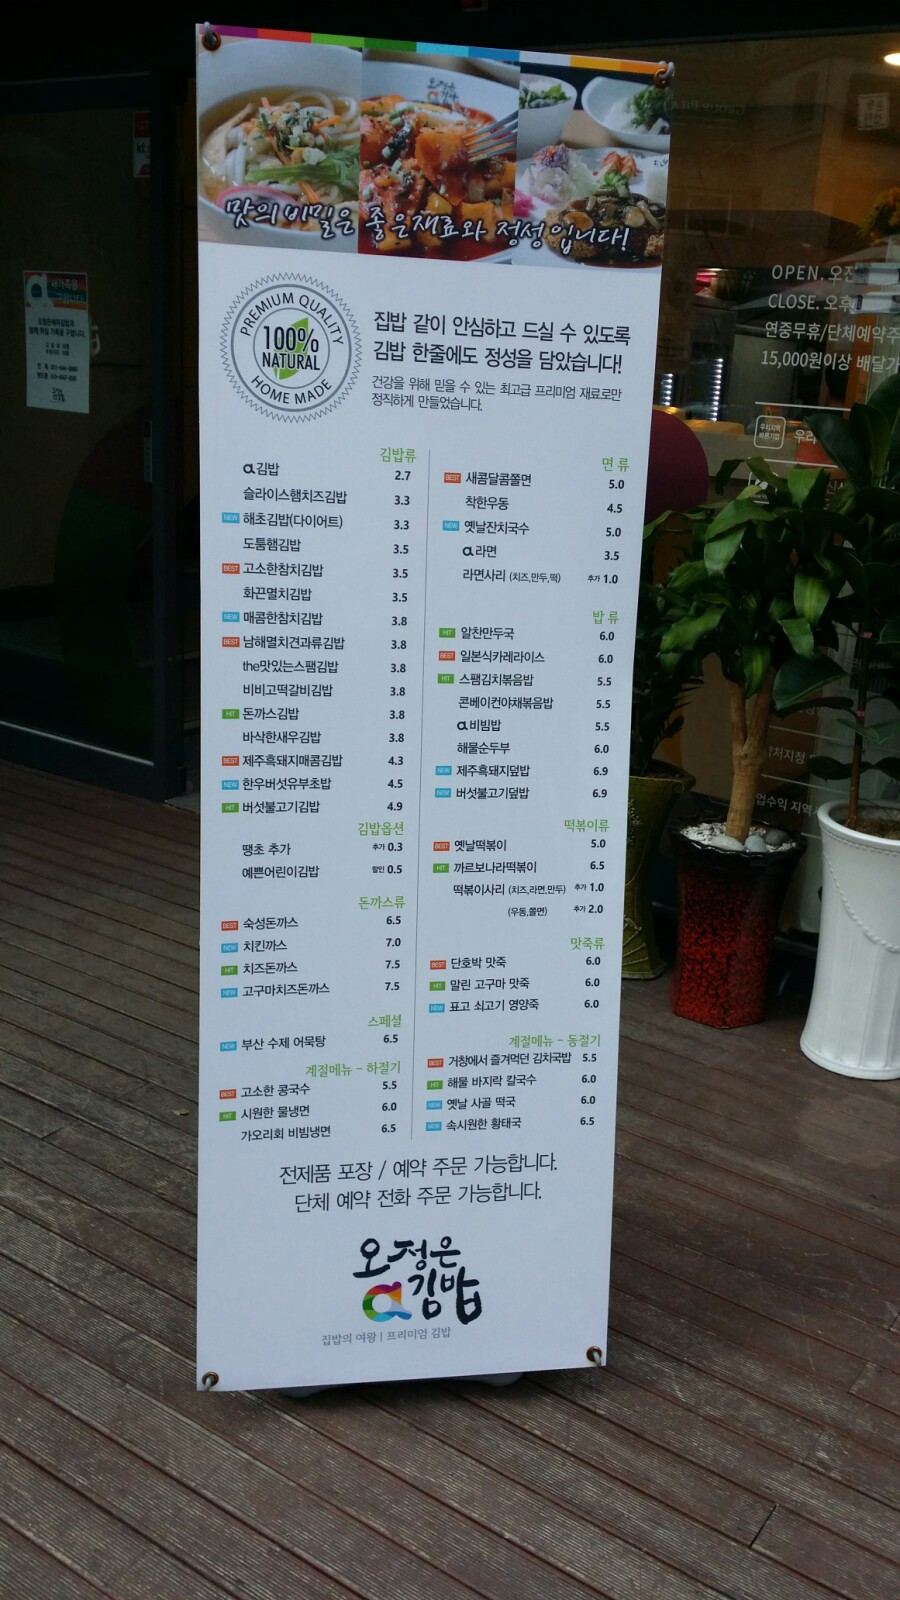 맛의 비밀은 좋은재료와 정성입니다!
PREMIUM QUALITY
100%
NATURAL
HOME MADE
집밥 같이 안심하고 드실 수 있도록
김밥 한줄에도 정성을 담았습니다!
건강을 위해 믿을 수 있는 최고급 프리미엄 재료로만
정직하게 만들었습니다.
김밥류
a김밥 2.7
슬라이스햄치즈김밥 3.3
NEW 해초김밥(다이어트) 3.3
도톰햄김밥 3.5
BEST 고소한참치김밥 3.5
화끈멸치김밥 3.5
NEW 매콤한참치김밥 3.8
BEST 남해멸치견과류김밥 3.8
the맛있는스팸김밥 3.8
비비고떡갈비김밥 3.8
HIT 돈까스김밥 3.8
바삭한새우김밥 3.8
BEST 제주흑돼지매콤김밥 4.3
NEW 한우버섯유부초밥 4.5
HIT 버섯불고기김밥 4.9
김밥옵션
땡초 추가 추가 0.3
예쁜어린이김밥 할인 0.5
돈까스류
BEST 숙성돈까스 6.5
NEW 치킨까스 7.0
HIT 치즈돈까스 7.5
NEW 고구마치즈돈까스 7.5
스페셜
NEW 부산 수제 어묵탕 6.5
계절메뉴 - 하절기
BEST 고소한 콩국수 5.5
HIT 시원한 물냉면 6.0
가오리회 비빔냉면 6.5
면 류
BEST 새콤달콤쫄면 5.0
착한우동 4.5
NEW 옛날잔치국수 5.0
a라면 3.5
라면사리 (치즈,만두,떡) 추가 1.0
밥 류
HIT 알찬만두국 6.0
BEST 일본식카레라이스 6.0
HIT 스팸김치볶음밥 5.5
콘베이컨야채볶음밥 5.5
a비빔밥 5.5
해물순두부 6.0
NEW 제주흑돼지덮밥 6.9
NEW 버섯불고기덮밥 6.9
떡볶이류
BEST 옛날떡볶이 5.0
HIT 까르보나라떡볶이 6.5
떡볶이사리 (치즈,라면,만두) 추가 1.0
(우동,쫄면) 추가 2.0
맛죽류
BEST 단호박 맛죽 6.0
HIT 말린 고구마 맛죽 6.0
NEW 표고 쇠고기 영양죽 6.0
계절메뉴 - 동절기
BEST 거창에서 즐겨먹던 김치국밥 5.5
HIT 해물 바지락 칼국수 6.0
NEW 옛날 사골 떡국 6.0
NEW 속시원한 황태국 6.5
전제품 포장 / 예약 주문 가능합니다.
단체 예약 전화 주문 가능합니다.
오정은
a김밥
집밥의 여왕 | 프리미엄 김밥
OPEN. 오전
CLOSE. 오후
연중무휴/단체예약주
15,000원이상 배달가